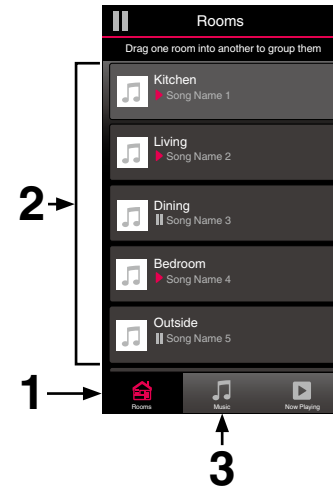 Rooms
Drag one room into another to group them
Kitchen
Song Name 1
Living
Song Name 2
2
Dining
Song Name 3
Bedroom
Song Name 4
Outside
Song Name 5
1
Rooms Music Now Playing
3